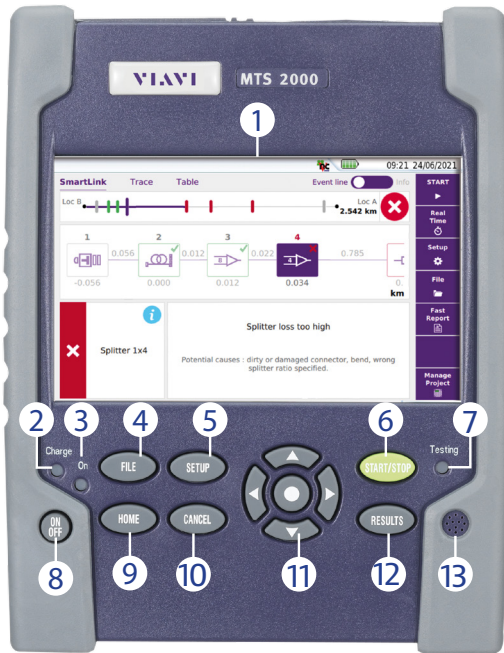 VIAVI
MTS 2000
1
09:21 24/06/2021
SmartLink Trace Table Event line Info START
Loc B Loc A
2.542 km
Real
Time
1 2 3 4
0.056 0.012 0.022 0.785
4
Setup
-0.056 0.000 0.012 0.034 0.
km
File
Fast
Report
i
Splitter 1x4
Splitter loss too high
Potential causes : dirty or damaged connector, bend, wrong
splitter ratio specified.
Manage
Project
2 3 4 5 6 7
Charge
On
Testing
FILE SETUP START/STOP
ON
OFF
HOME CANCEL RESULTS
8 9 10 11 12 13